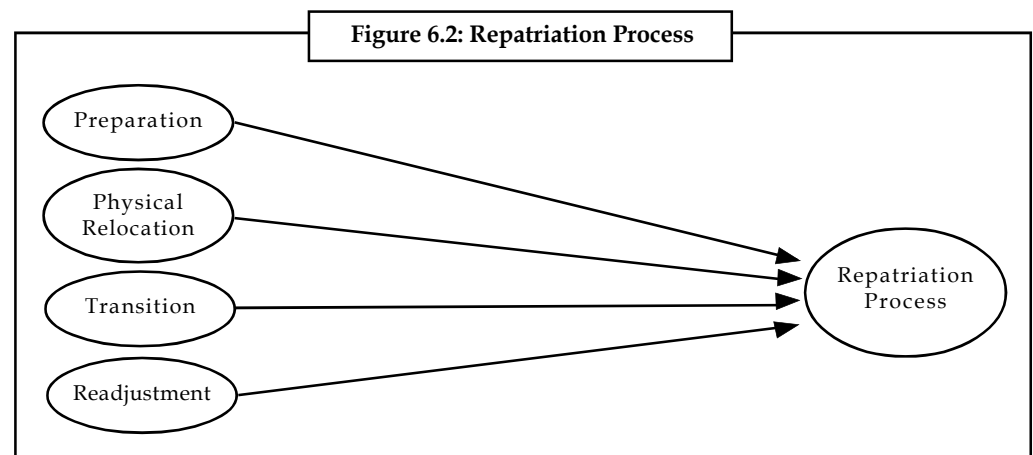 Figure 6.2: Repatriation Process
Preparation
Physical
Relocation
Transition
Readjustment
Repatriation
Process